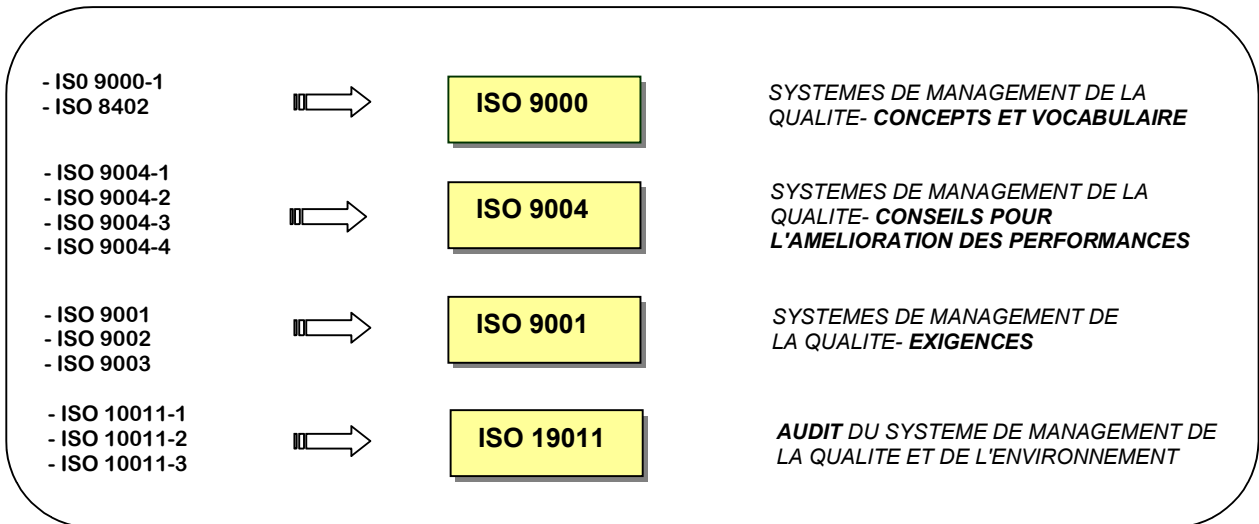 - IS0 9000-1
- ISO 8402
ISO 9000
SYSTEMES DE MANAGEMENT DE LA
QUALITE- CONCEPTS ET VOCABULAIRE
- ISO 9004-1
- ISO 9004-2
- ISO 9004-3
- ISO 9004-4
ISO 9004
SYSTEMES DE MANAGEMENT DE LA
QUALITE- CONSEILS POUR
L'AMELIORATION DES PERFORMANCES
- ISO 9001
- ISO 9002
- ISO 9003
ISO 9001
SYSTEMES DE MANAGEMENT DE
LA QUALITE- EXIGENCES
- ISO 10011-1
- ISO 10011-2
- ISO 10011-3
ISO 19011
AUDIT DU SYSTEME DE MANAGEMENT DE
LA QUALITE ET DE L'ENVIRONNEMENT